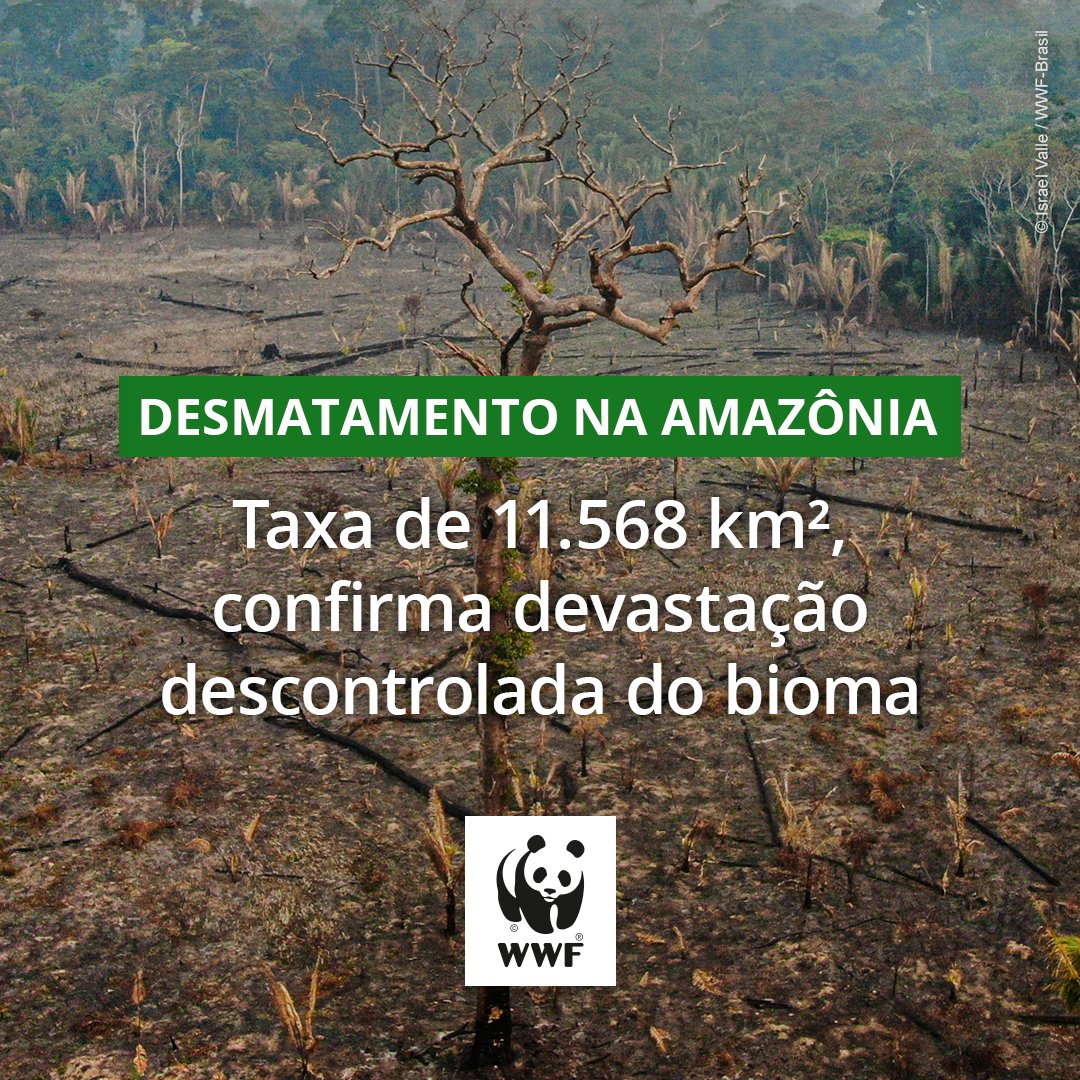 © Israel Valle / WWF-Brasil
DESMATAMENTO NA AMAZÔNIA
Taxa de 11.568 km²,
confirma devastação
descontrolada do bioma
©
®
WWF